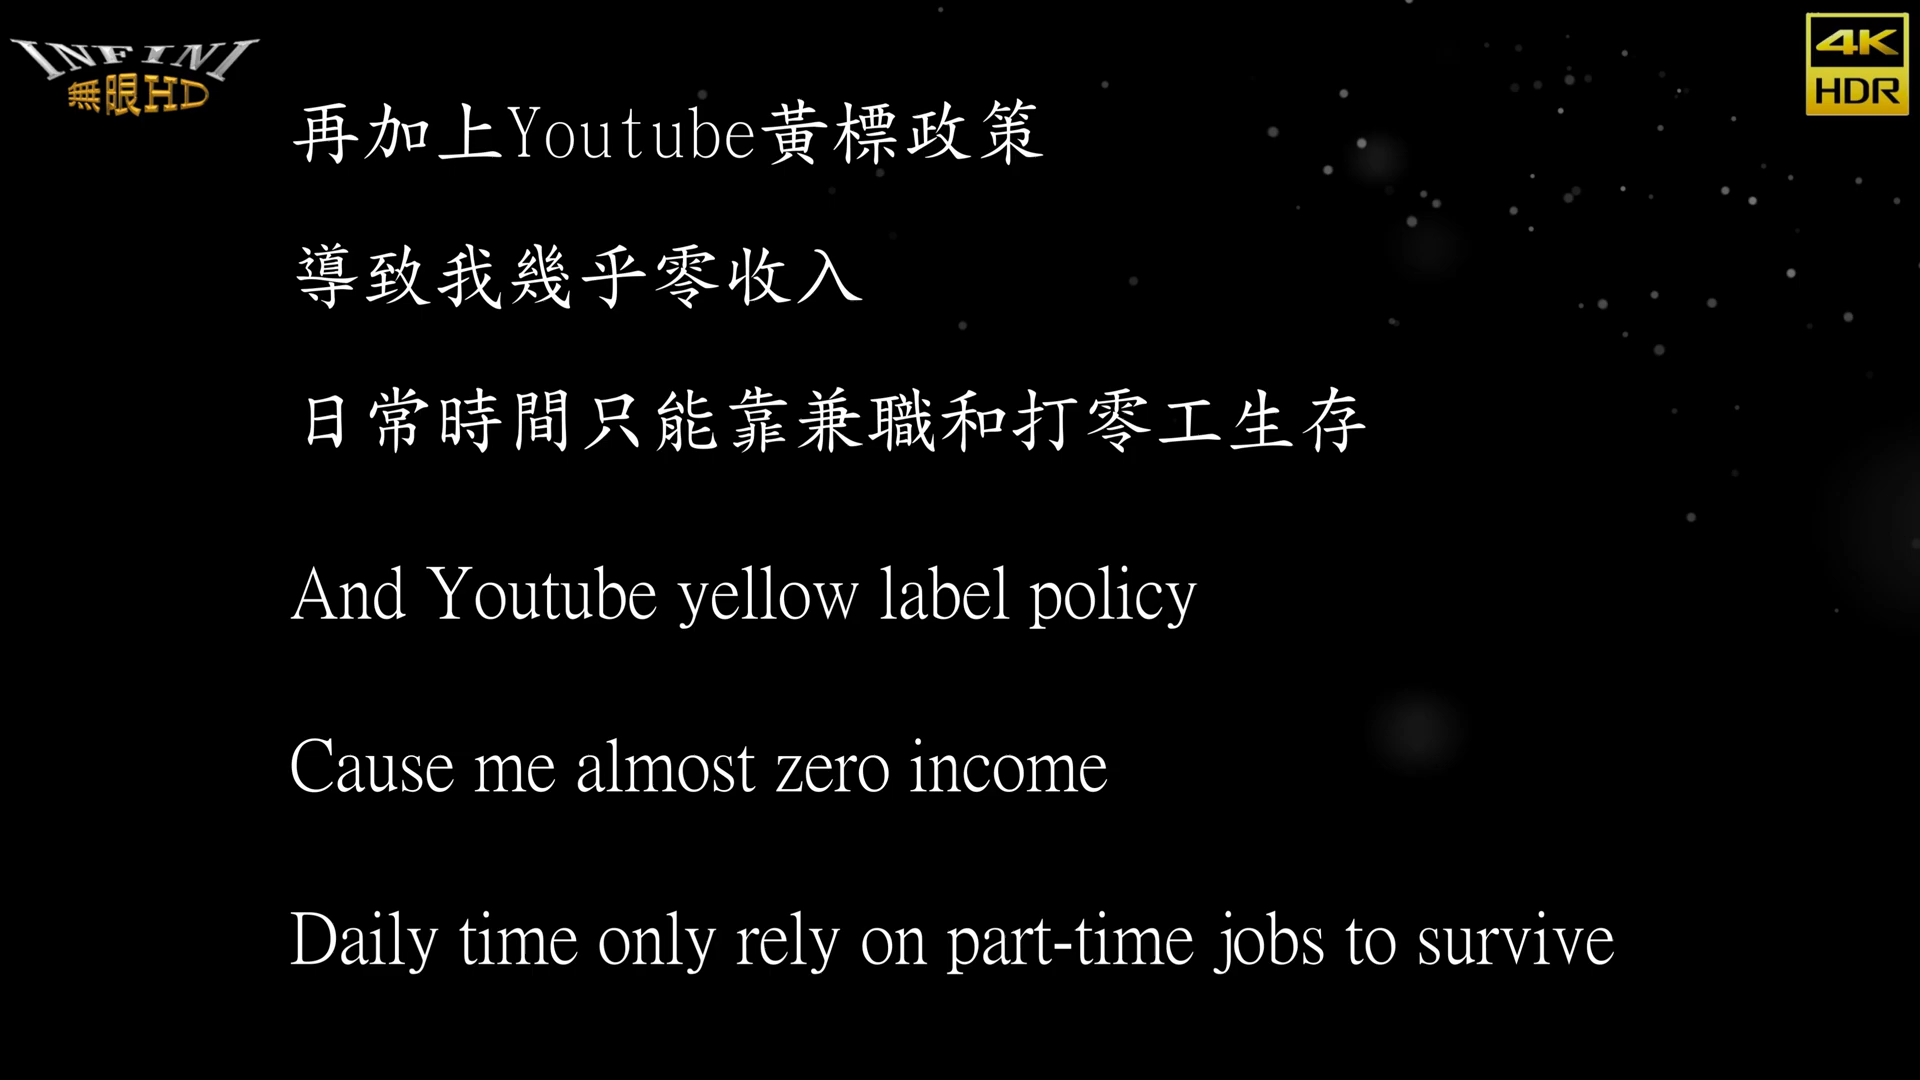 INFINI
無限HD
4K
HDR
再加上Youtube黃標政策
導致我幾乎零收入
日常時間只能靠兼職和打零工生存
And Youtube yellow label policy
Cause me almost zero income
Daily time only rely on part-time jobs to survive